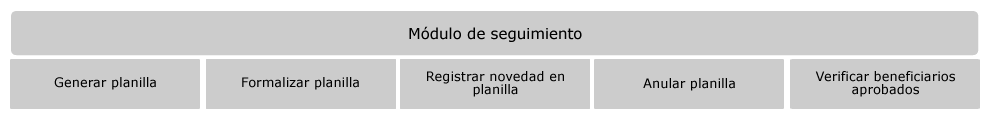 Módulo de seguimiento
Generar planilla
Formalizar planilla
Registrar novedad en
planilla
Anular planilla
Verificar beneficiarios
aprobados